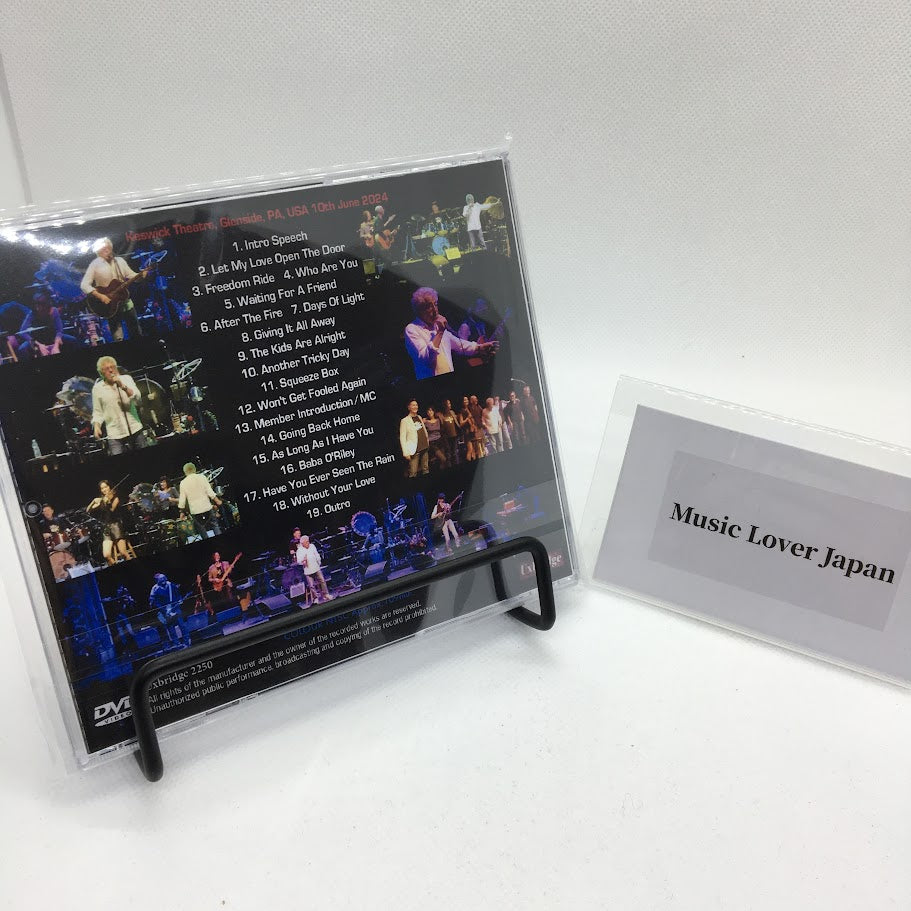 Keswick Theatre, Glenside, PA, USA 10th June 2024
1. Intro Speech
2. Let My Love Open The Door
3. Freedom Ride 4. Who Are You
5. Waiting For A Friend
6. After The Fire 7. Days Of Light
8. Giving It All Away
9. The Kids Are Alright
10. Another Tricky Day
11. Squeeze Box
12. Won't Get Fooled Again
13. Member Introduction / MC
14. Going Back Home
15. As Long As I Have You
16. Baba O'Riley
17. Have You Ever Seen The Rain
18. Without Your Love
19. Outro
Uxbridge
COLOUR NTSC
Uxbridge 2250
All rights of the manufacturer and the owner of the recorded works are reserved.
Unauthorized public performance, broadcasting and copying of the record prohibited.
DVD
VIDEO
Music Lover Japan